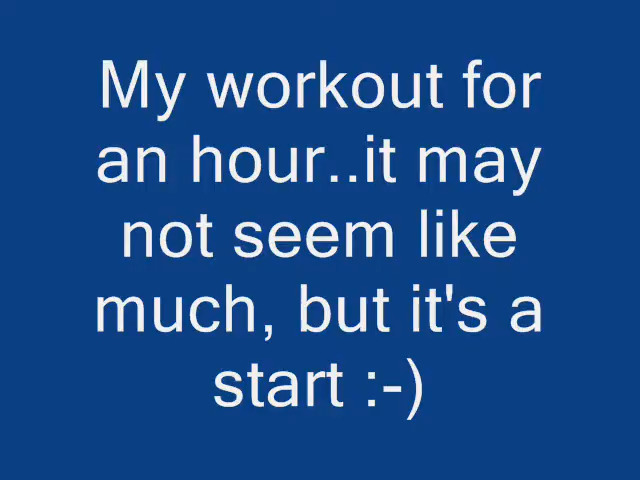 My workout for
an hour..it may
not seem like
much, but it's a
start :-)